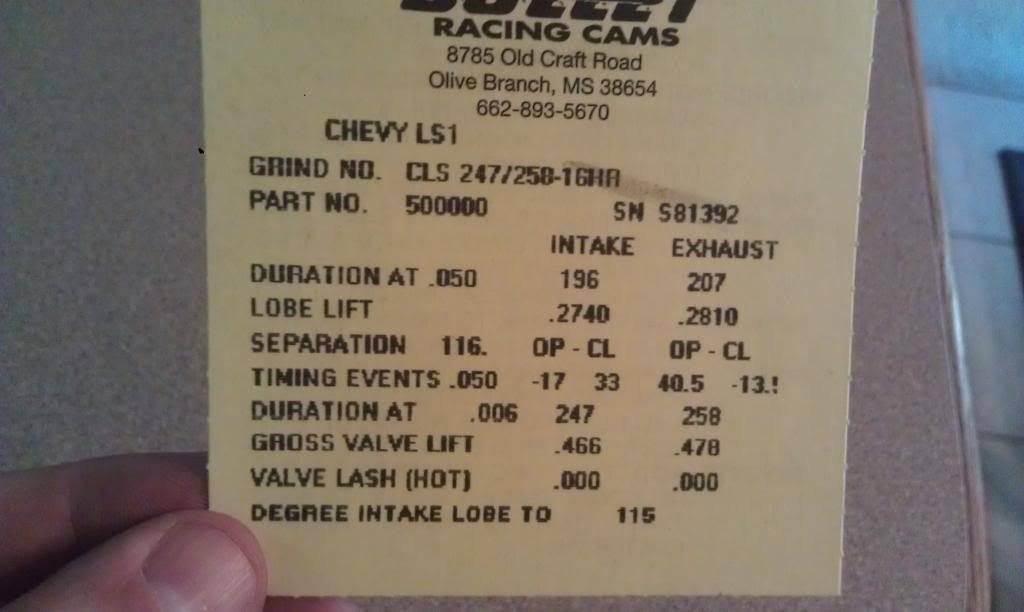 BULLET
RACING CAMS
8785 Old Craft Road
Olive Branch, MS 38654
662-893-5670
CHEVY LS1
GRIND NO. CLS 247/258-16HR
PART NO. 500000 SN S81392
INTAKE EXHAUST
DURATION AT .050 196 207
LOBE LIFT .2740 .2810
SEPARATION 116. OP - CL OP - CL
TIMING EVENTS .050 -17 33 40.5
DURATION AT .006 247 258
GROSS VALVE LIFT .466 .478
VALVE LASH (HOT) .000 .000
DEGREE INTAKE LOBE TO 115